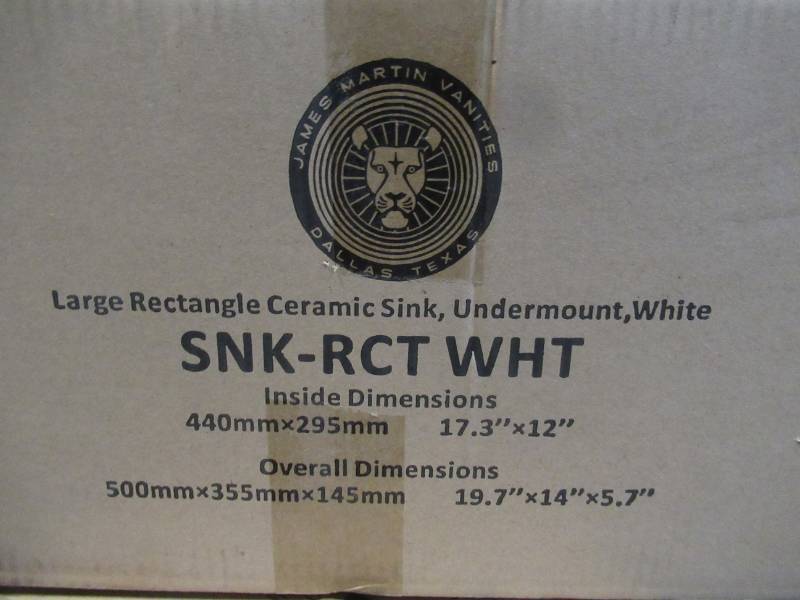 JAMES MARTIN VANITIES
DALLAS TEXAS
Large Rectangle Ceramic Sink, Undermount,White
SNK-RCT WHT
Inside Dimensions
440mm×295mm 17.3″×12″
Overall Dimensions
500mm×355mm×145mm 19.7″×14″×5.7″